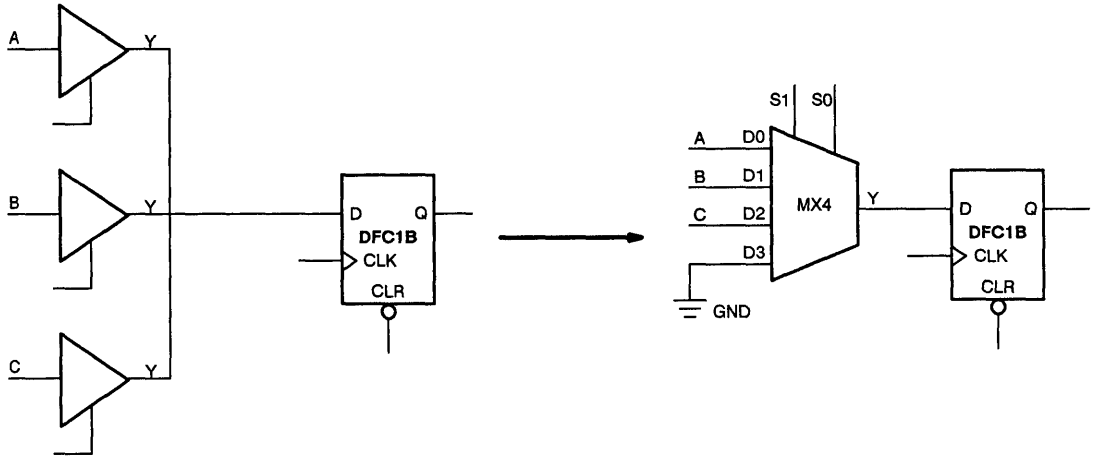 A
Y
B
Y
C
Y
D Q
DFC1B
CLK
CLR
S1 S0
A D0
B D1
C D2
D3
GND
MX4
Y
D Q
DFC1B
CLK
CLR